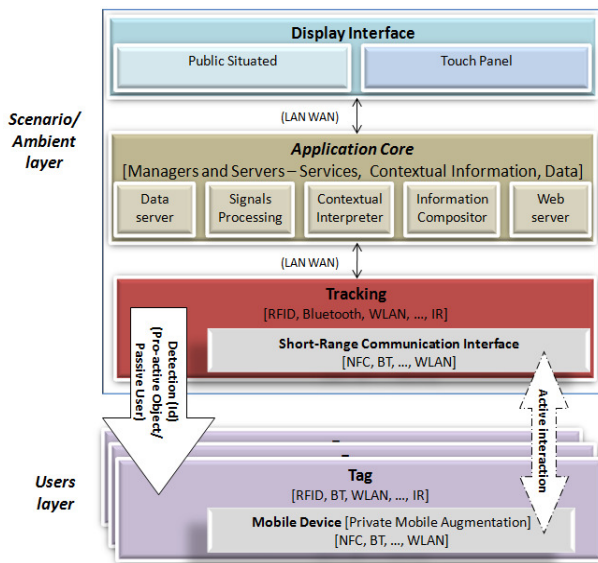 Display Interface
Public Situated
Touch Panel
Scenario/
Ambient
layer
(LAN WAN)
Application Core
[Managers and Servers – Services, Contextual Information, Data]
Data
server
Signals
Processing
Contextual
Interpreter
Information
Compositor
Web
server
(LAN WAN)
Tracking
[RFID, Bluetooth, WLAN, ..., IR]
Short-Range Communication Interface
[NFC, BT, ..., WLAN]
Detection (Id)
(Pro-active Object/
Passive User)
Active Interaction
Users
layer
Tag
[RFID, BT, WLAN, ..., IR]
Mobile Device [Private Mobile Augmentation]
[NFC, BT, ..., WLAN]